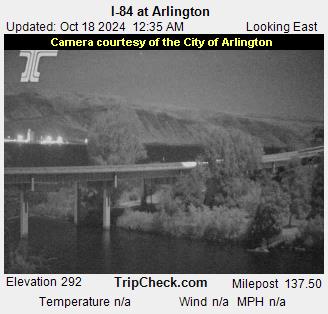 I-84 at Arlington
Updated: Oct 18 2024 12:35 AM Looking East
Camera courtesy of the City of Arlington
Elevation 292 TripCheck.com Milepost 137.50
Temperature n/a Wind n/a MPH n/a